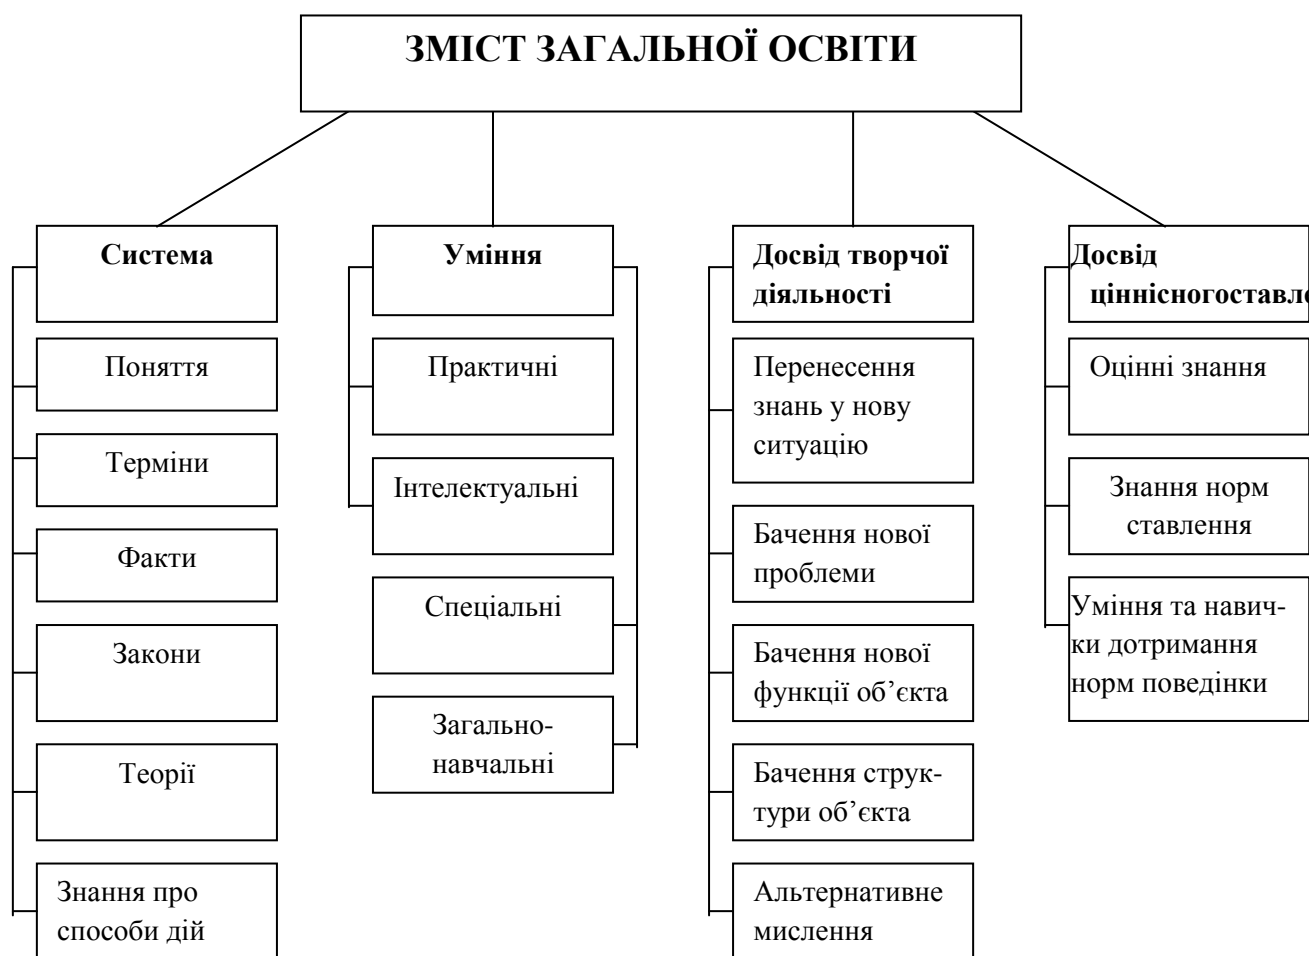 ЗМІСТ ЗАГАЛЬНОЇ ОСВІТИ
Система
Поняття
Терміни
Факти
Закони
Теорії
Знання про
способи дій
Уміння
Практичні
Інтелектуальні
Спеціальні
Загально-
навчальні
Досвід творчої
діяльності
Перенесення
знань у нову
ситуацію
Бачення нової
проблеми
Бачення нової
функції об’єкта
Бачення струк-
тури об’єкта
Альтернативне
мислення
Досвід
Оцінні знання
Знання норм
ставлення
Уміння та навич-
ки дотримання
норм поведінки